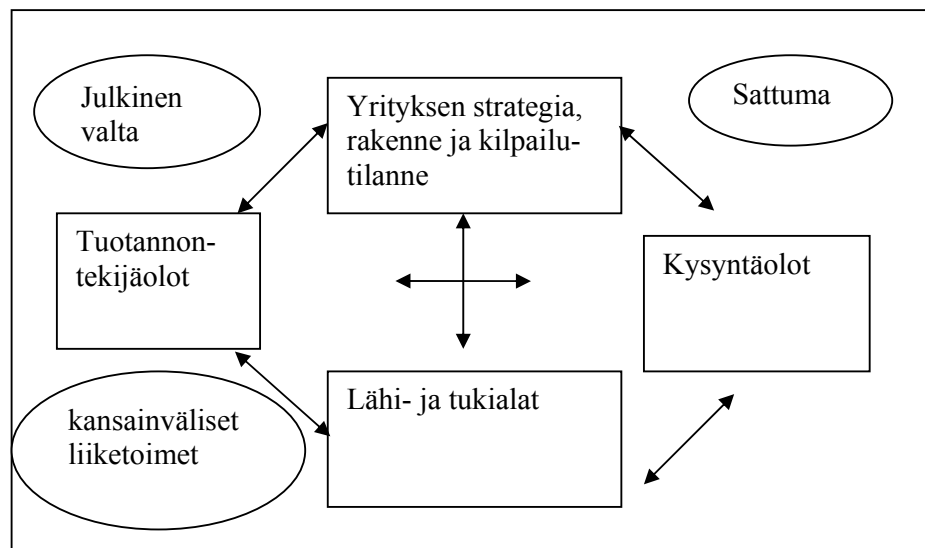 Julkinen
valta
Yrityksen strategia,
rakenne ja kilpailu-
tilanne
Sattuma
Tuotannon-
tekijäolot
Kysyntäolot
Lähi- ja tukialat
kansainväliset
liiketoimet